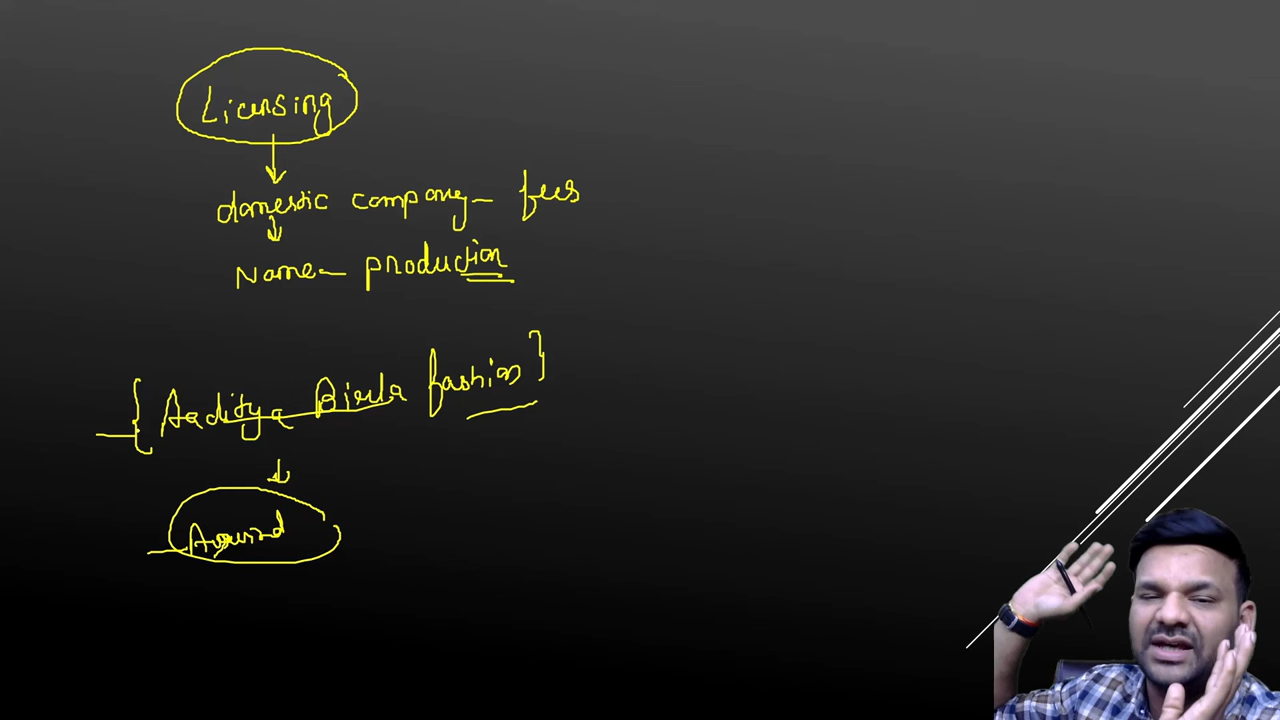 Licensing
domestic company - fees
Name - production
{ Aaditya Birla fashion }